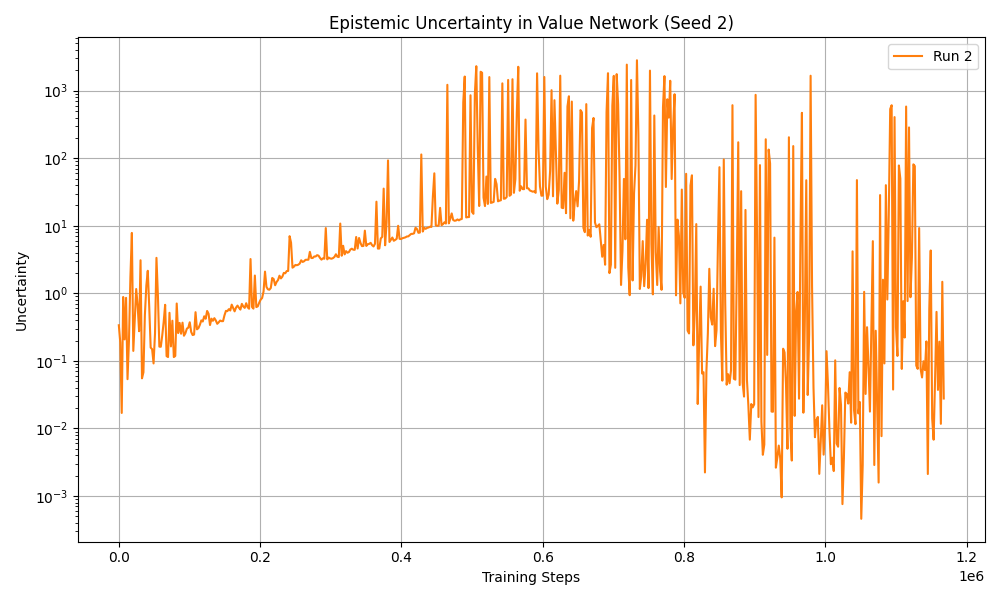 Epistemic Uncertainty in Value Network (Seed 2)
Run 2
Uncertainty
10³
10²
10¹
10⁰
10⁻¹
10⁻²
10⁻³
0.0 0.2 0.4 0.6 0.8 1.0 1.2
1e6
Training Steps